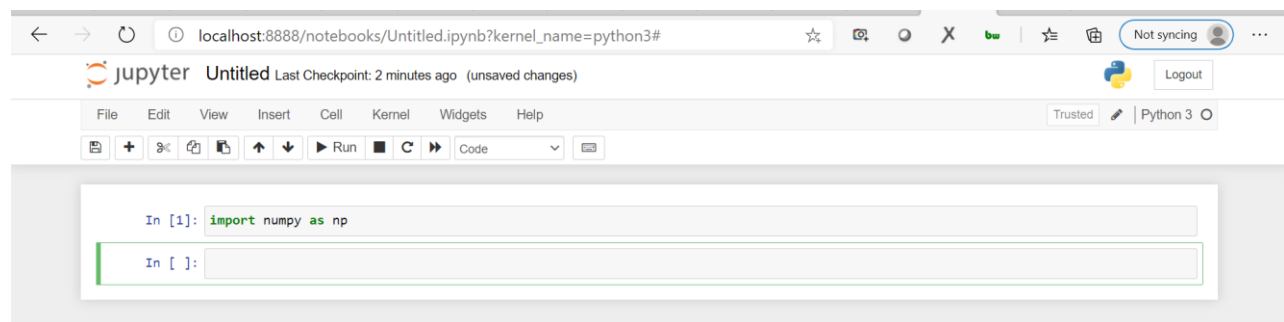 localhost:8888/notebooks/Untitled.ipynb?kernel_name=python3#
bw
Not syncing
jupyter Untitled Last Checkpoint: 2 minutes ago (unsaved changes)
Logout
File Edit View Insert Cell Kernel Widgets Help
Trusted Python 3
Run Code
In [1]: import numpy as np
In [ ]: